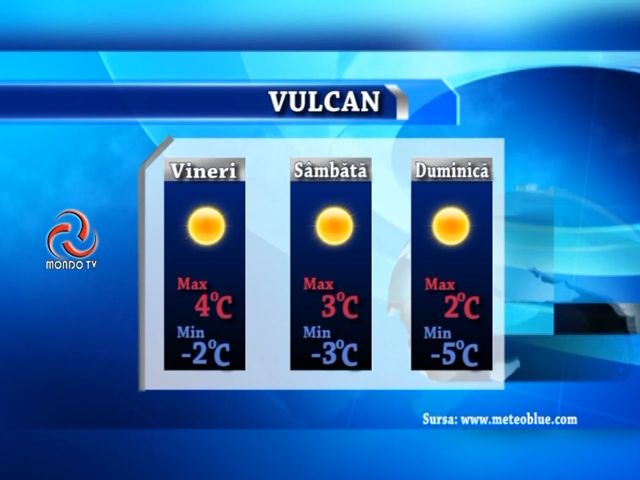 VULCAN
Vineri
Max
4°C
Min
-2°C
Sâmbătă
Max
3°C
Min
-3°C
Duminică
Max
2°C
Min
-5°C
MONDO TV
Sursa: www.meteoblue.com